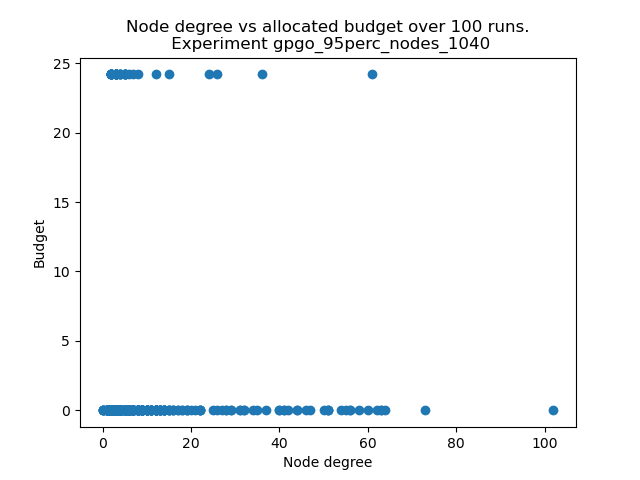 Node degree vs allocated budget over 100 runs.
Experiment gpgo_95perc_nodes_1040
25
20
15
10
5
0
Budget
0 20 40 60 80 100
Node degree